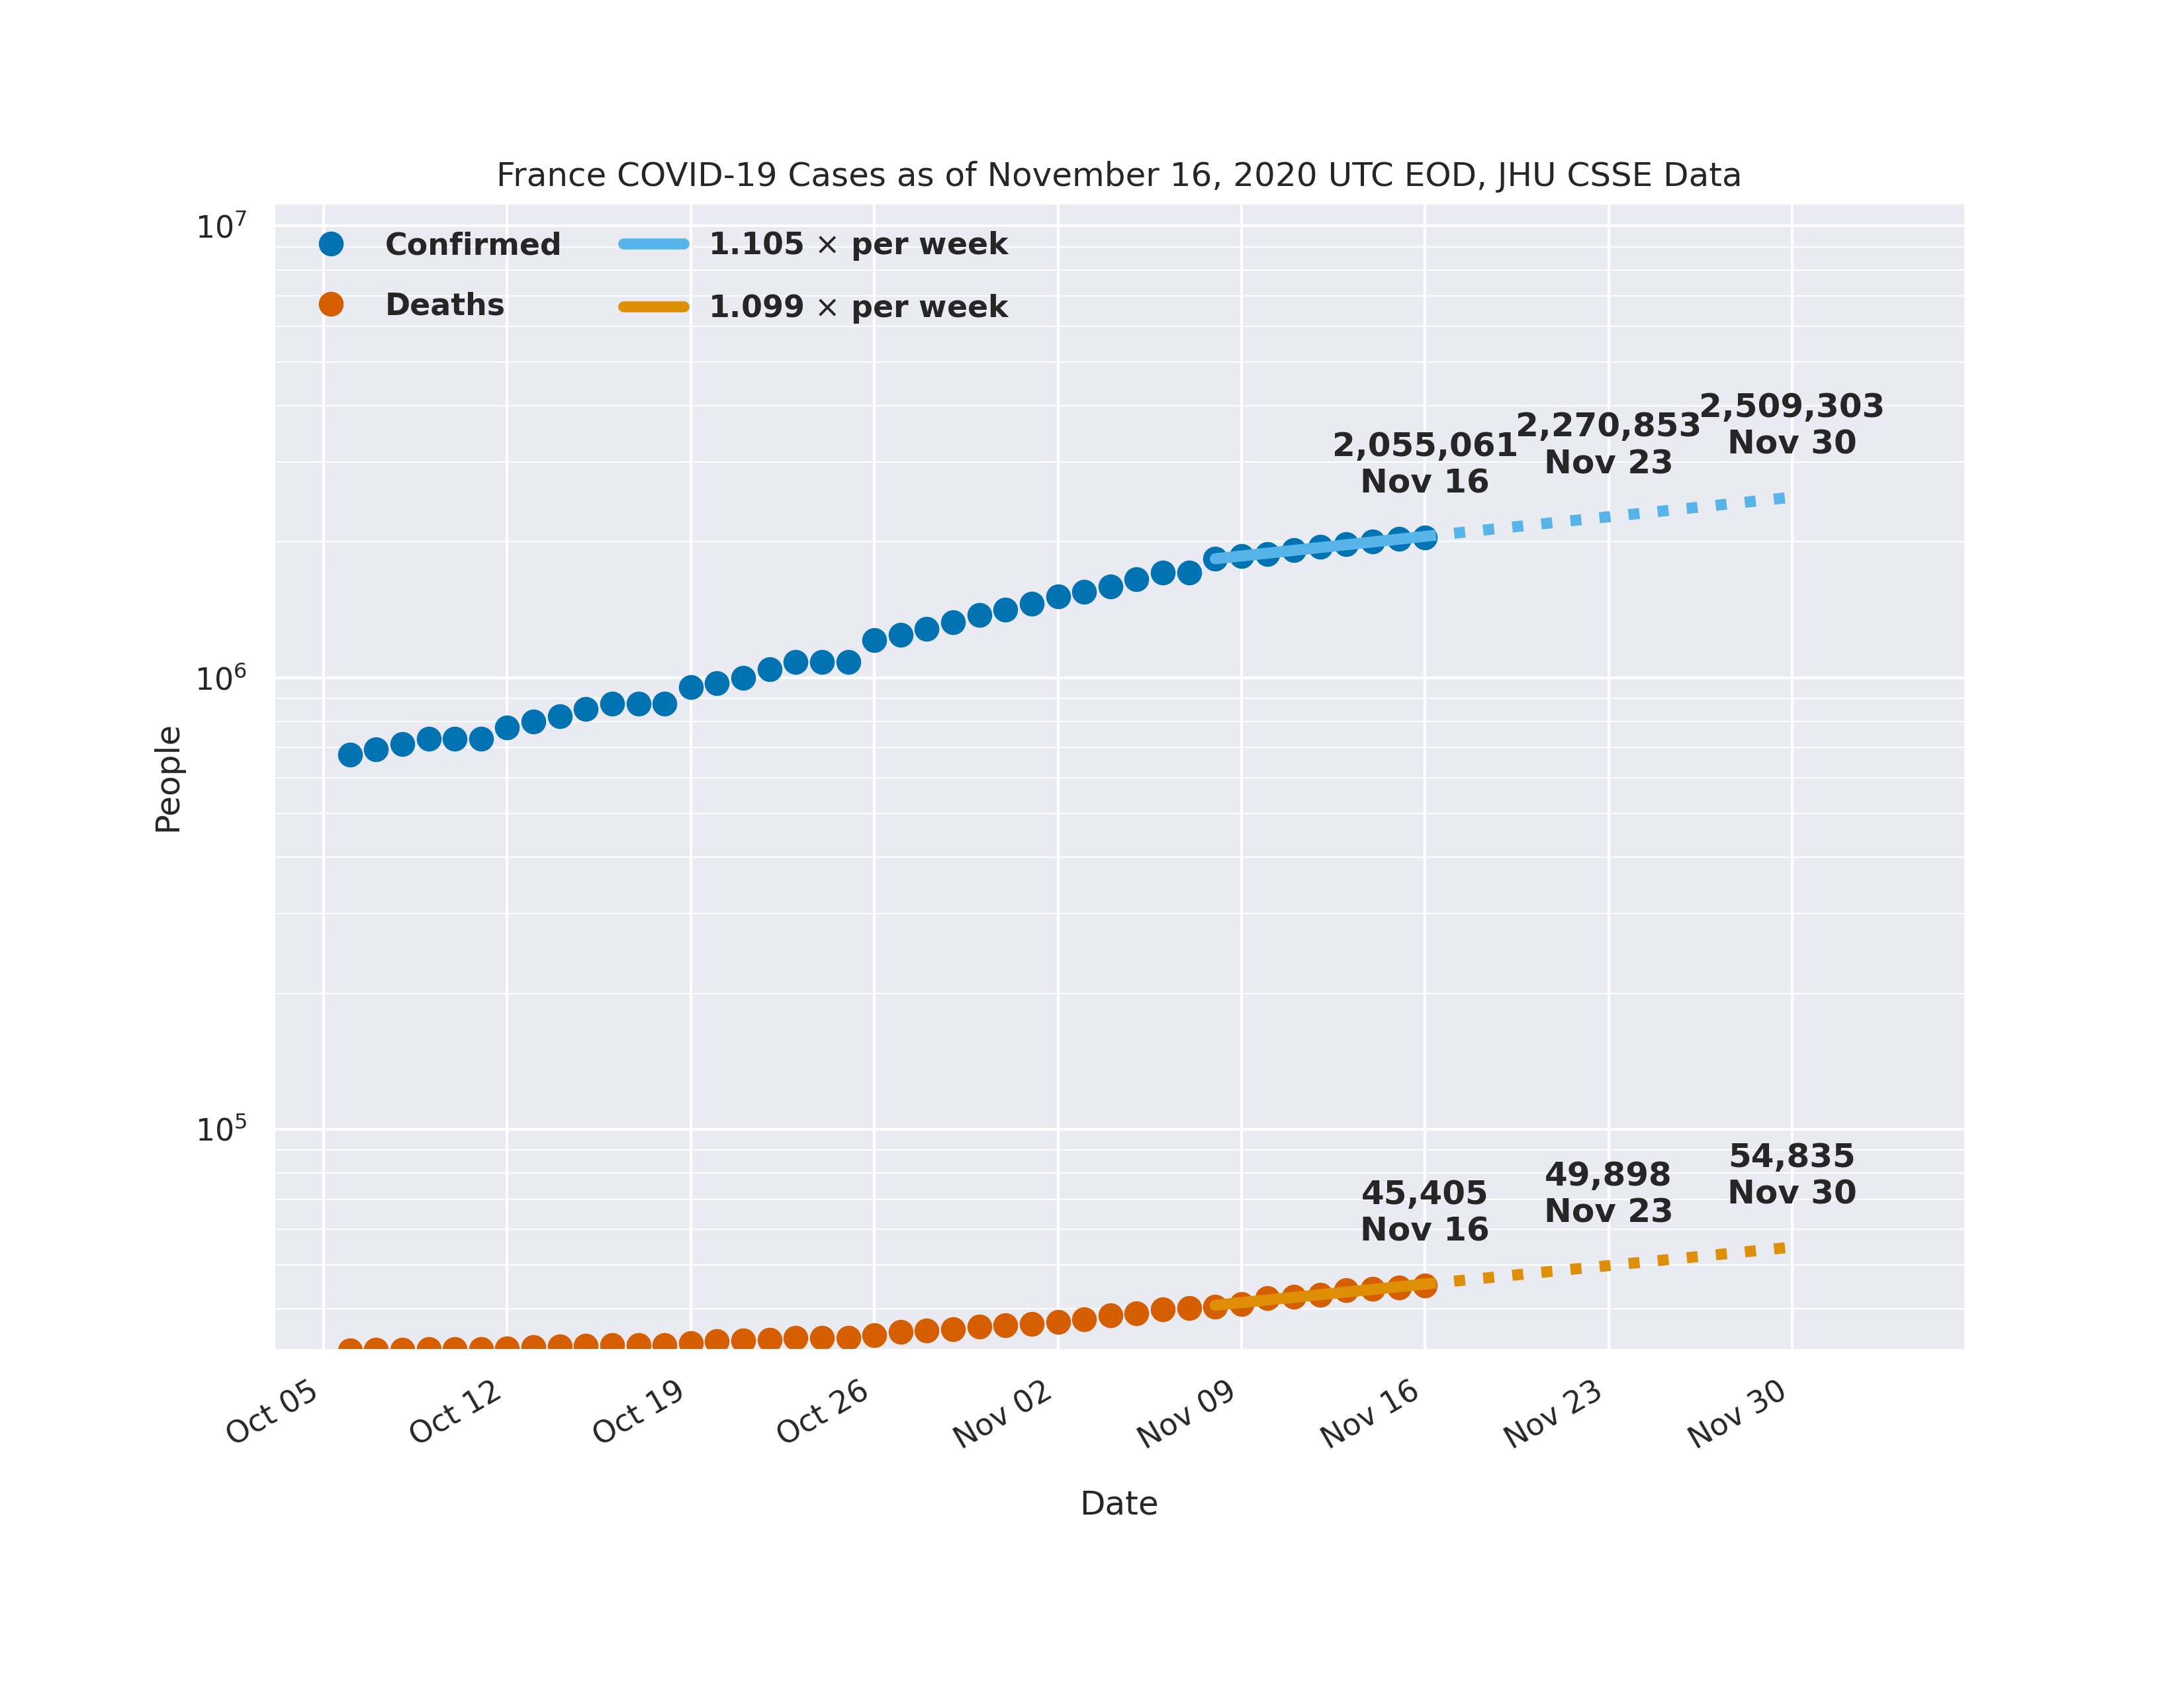 France COVID-19 Cases as of November 16, 2020 UTC EOD, JHU CSSE Data
10⁷
Confirmed
1.105 × per week
Deaths
1.099 × per week
2,055,061
Nov 16
2,270,853
Nov 23
2,509,303
Nov 30
10⁶
People
10⁵
45,405
Nov 16
49,898
Nov 23
54,835
Nov 30
Oct 05
Oct 12
Oct 19
Oct 26
Nov 02
Nov 09
Nov 16
Nov 23
Nov 30
Date